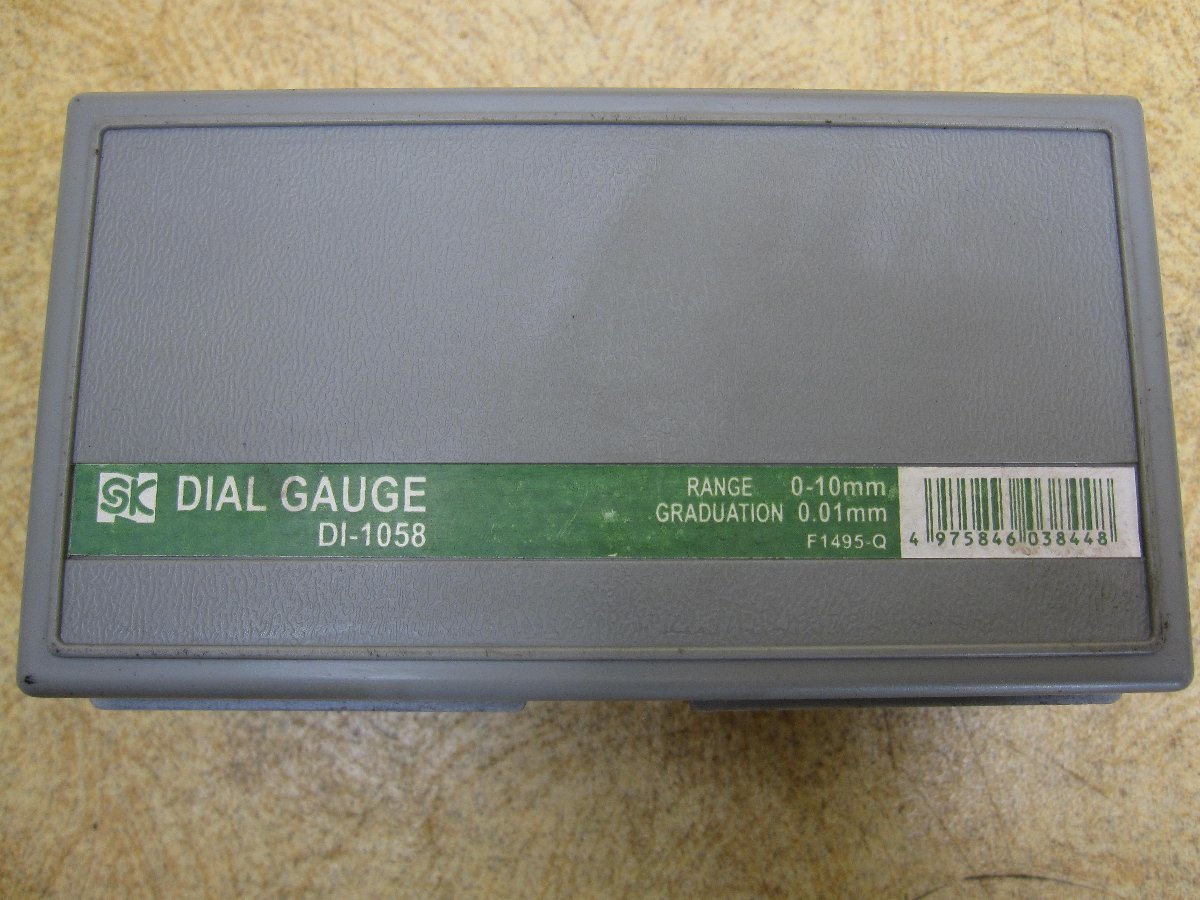 SK DIAL GAUGE
DI-1058
RANGE 0-10mm
GRADUATION 0.01mm
F1495-Q
4 975846 038448